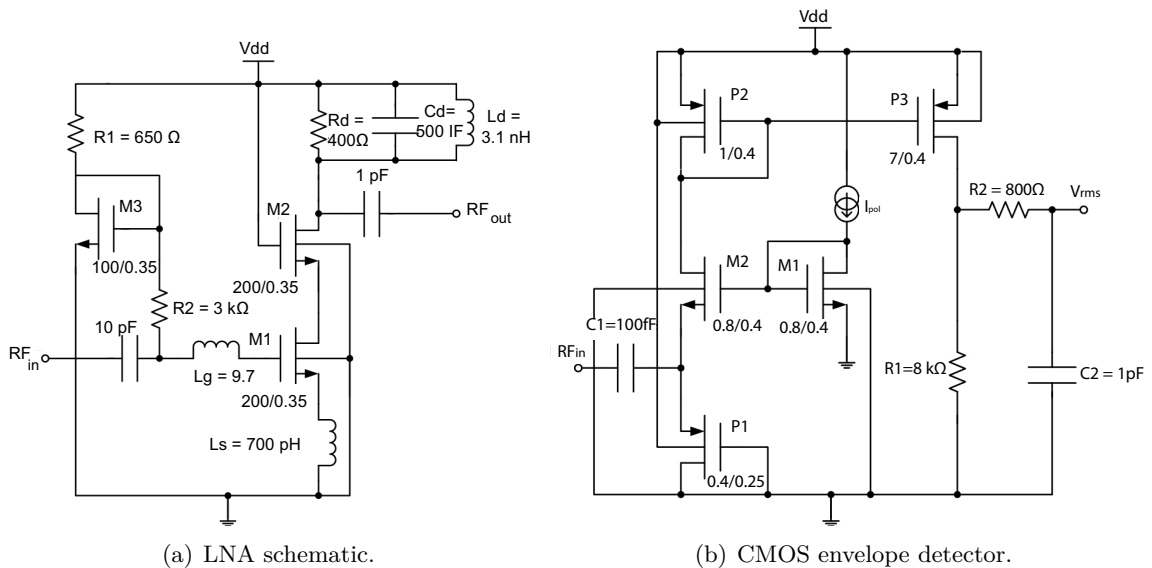 Vdd
R1 = 650 Ω
Rd =
400Ω
Cd=
500 fF
Ld =
3.1 nH
1 pF
M3
M2
RFout
100/0.35
200/0.35
R2 = 3 kΩ
10 pF
M1
RFin
Lg = 9.7
200/0.35
Ls = 700 pH
(a) LNA schematic.
Vdd
P2
P3
1/0.4
7/0.4
Ipol
R2 = 800Ω
Vrms
M2
M1
C1=100fF
0.8/0.4
0.8/0.4
RFin
R1=8 kΩ
C2 = 1pF
P1
0.4/0.25
(b) CMOS envelope detector.